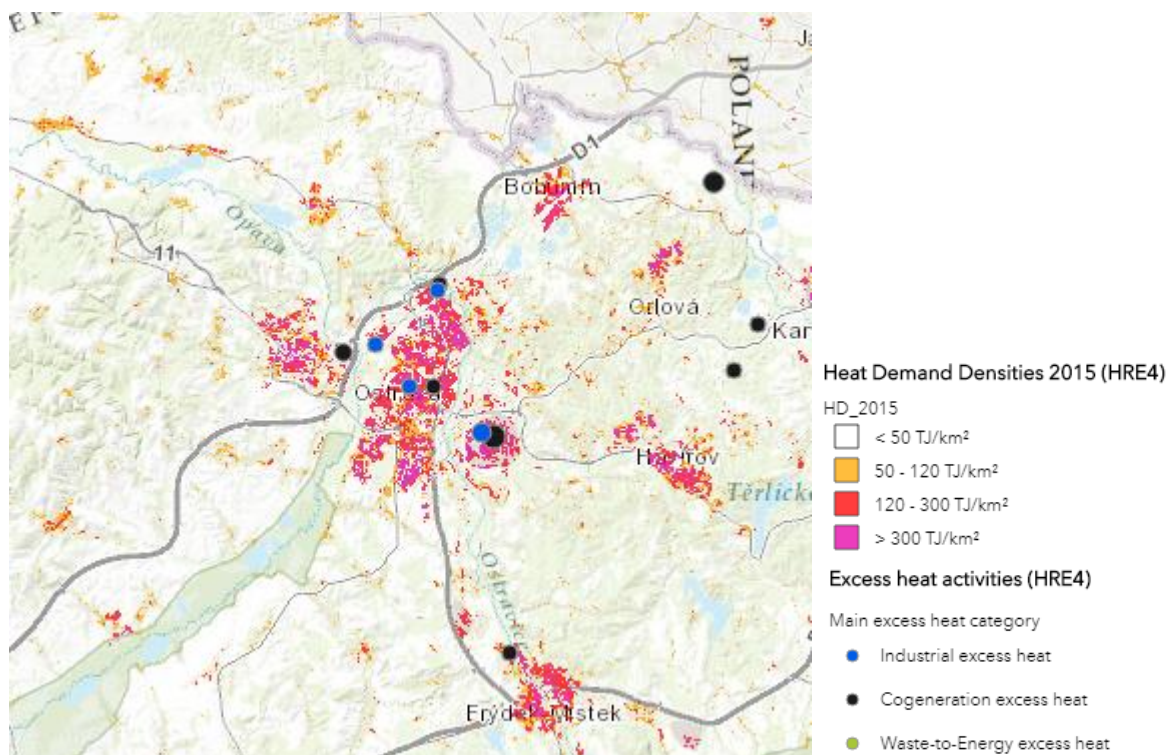 POLAN
D1
Bohumín
Opava
11
Orlová
Kar
Ostrava
Havířov
Těrlicko
Ostravice
Frýdek-Místek
Heat Demand Densities 2015 (HRE4)
HD_2015
< 50 TJ/km²
50 - 120 TJ/km²
120 - 300 TJ/km²
> 300 TJ/km²
Excess heat activities (HRE4)
Main excess heat category
Industrial excess heat
Cogeneration excess heat
Waste-to-Energy excess heat